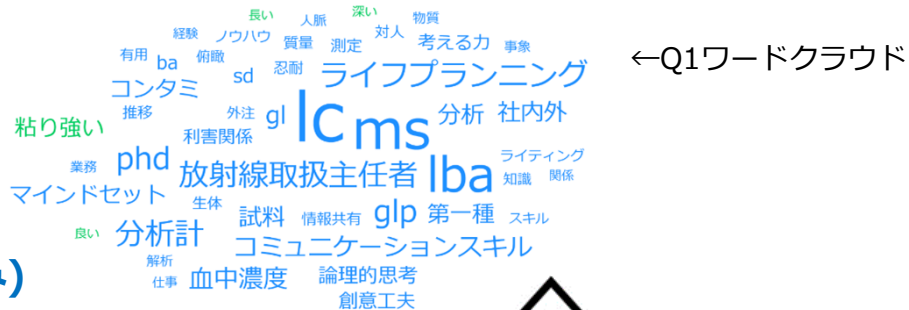 長い 人脈 深い 物質
経験 ノウハウ 質量 測定 対人 考える力 事象
有用 ba 俯瞰 sd 忍耐 ライフプランニング
←Q1ワードクラウド
コンタミ
推移 外注 gl lc ms 分析 社内外
粘り強い 利害関係
業務 phd 放射線取扱主任者 lba ライティング
知識 関係
マインドセット 生体 試料 情報共有 glp 第一種 スキル
良い 分析計 コミュニケーションスキル
解析
仕事 血中濃度 論理的思考
創意工夫
)